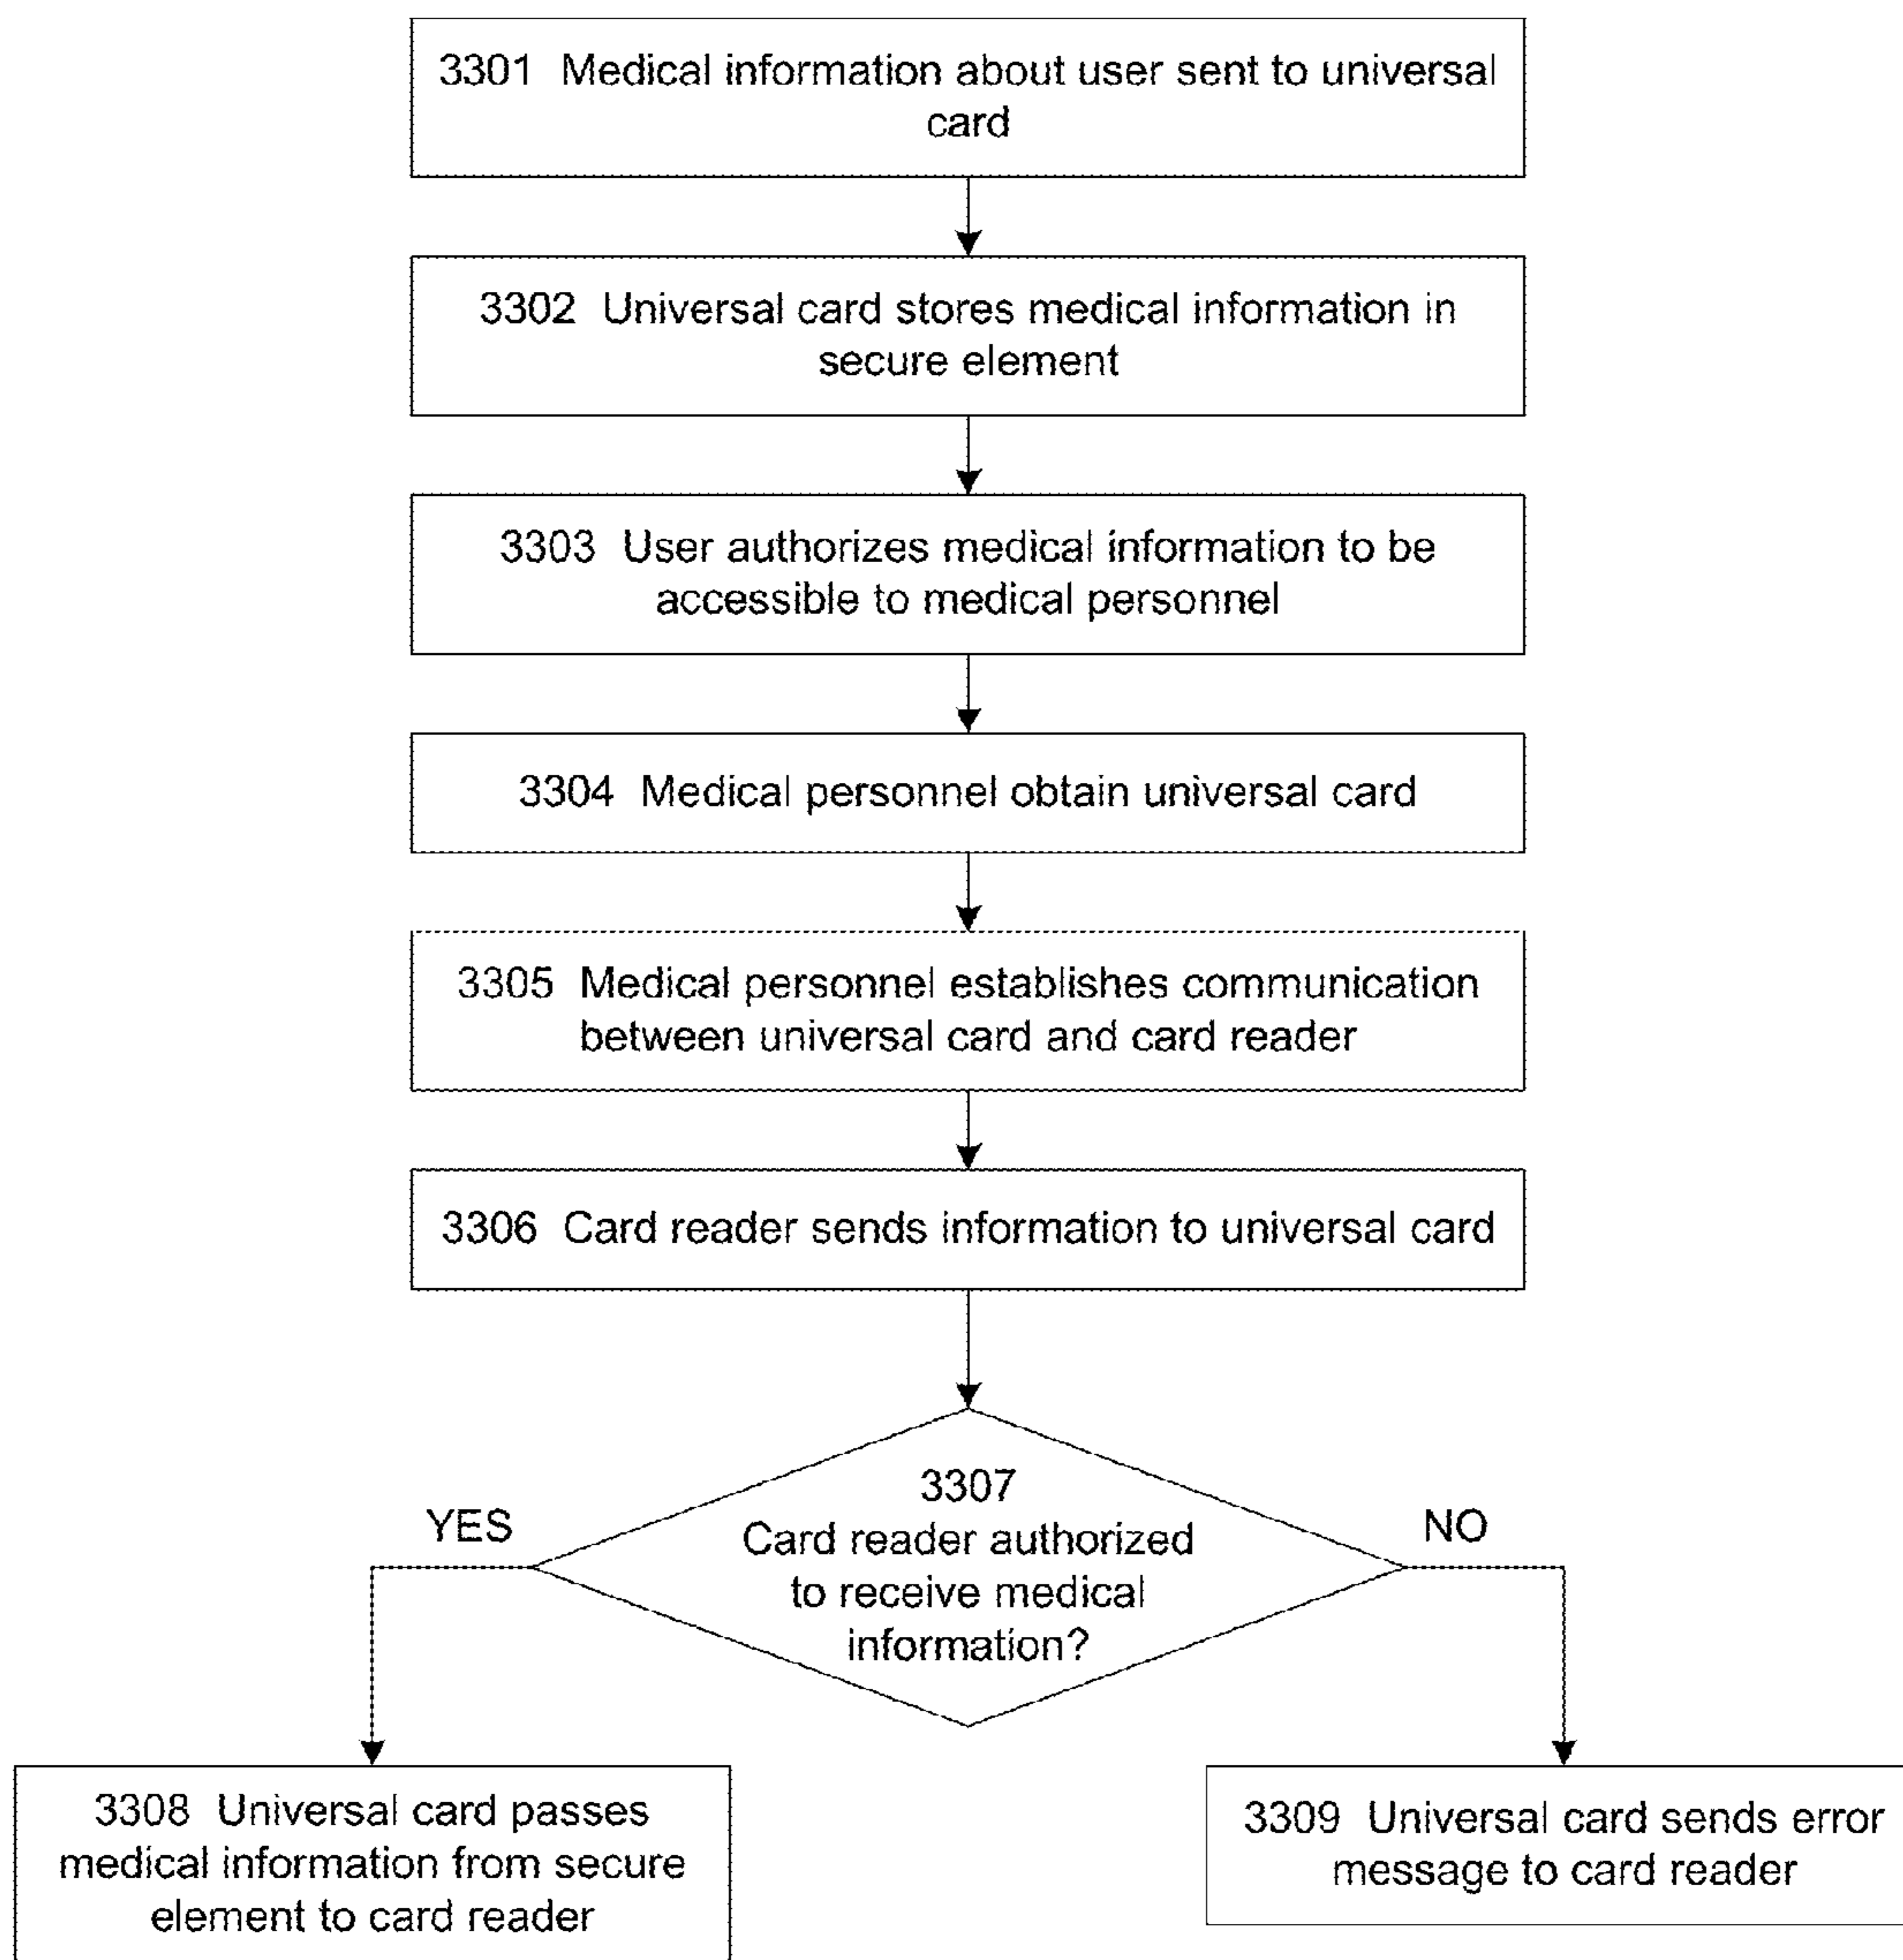 3301 Medical information about user sent to universal
card
3302 Universal card stores medical information in
secure element
3303 User authorizes medical information to be
accessible to medical personnel
3304 Medical personnel obtain universal card
3305 Medical personnel establishes communication
between universal card and card reader
3306 Card reader sends information to universal card
3307
Card reader authorized
to receive medical
information?
YES
NO
3308 Universal card passes
medical information from secure
element to card reader
3309 Universal card sends error
message to card reader